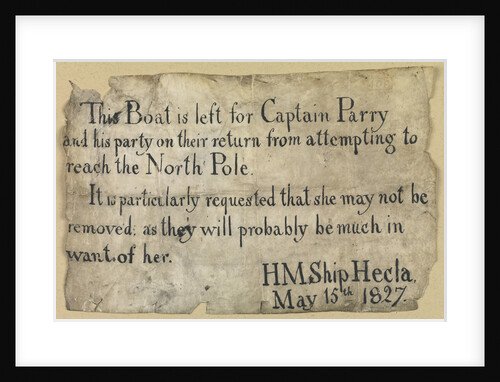 This Boat is left for Captain Parry
and his party on their return from attempting to
reach the North Pole.
It is particularly requested that she may not be
removed, as they will probably be much in
want of her.
H.M.Ship Hecla,
May 15th 1827.